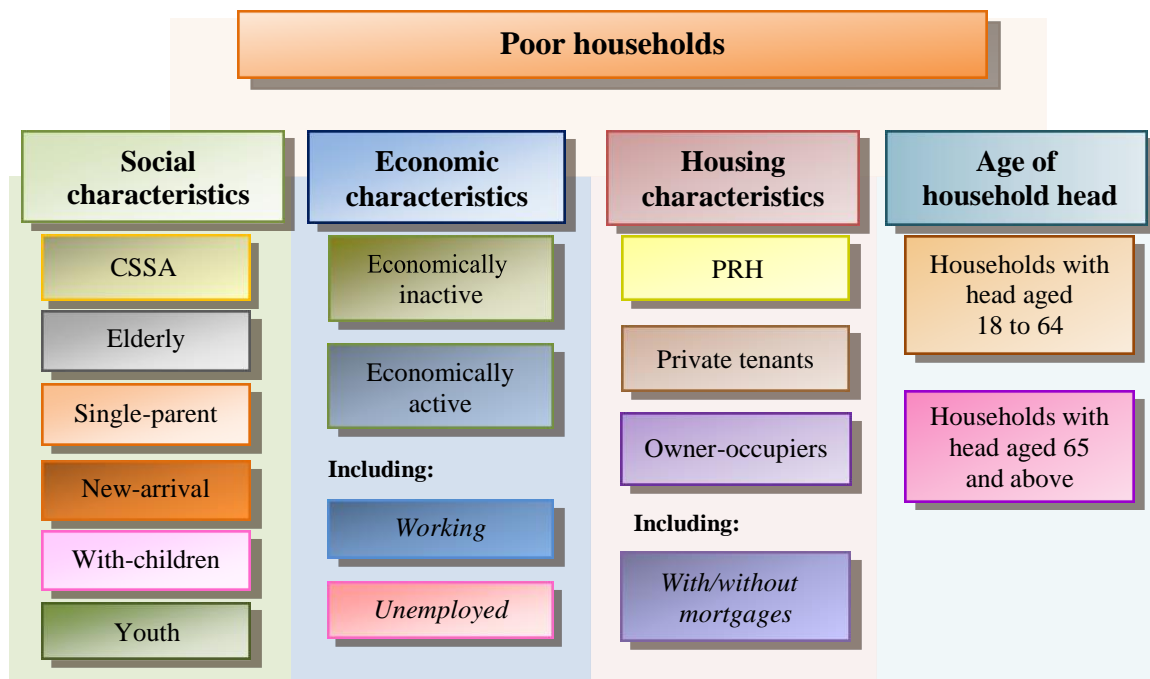 Poor households
Social
characteristics
CSSA
Elderly
Single-parent
New-arrival
With-children
Youth
Economic
characteristics
Economically
inactive
Economically
active
Including:
Working
Unemployed
Housing
characteristics
PRH
Private tenants
Owner-occupiers
Including:
With/without
mortgages
Age of
household head
Households with
head aged
18 to 64
Households with
head aged 65
and above